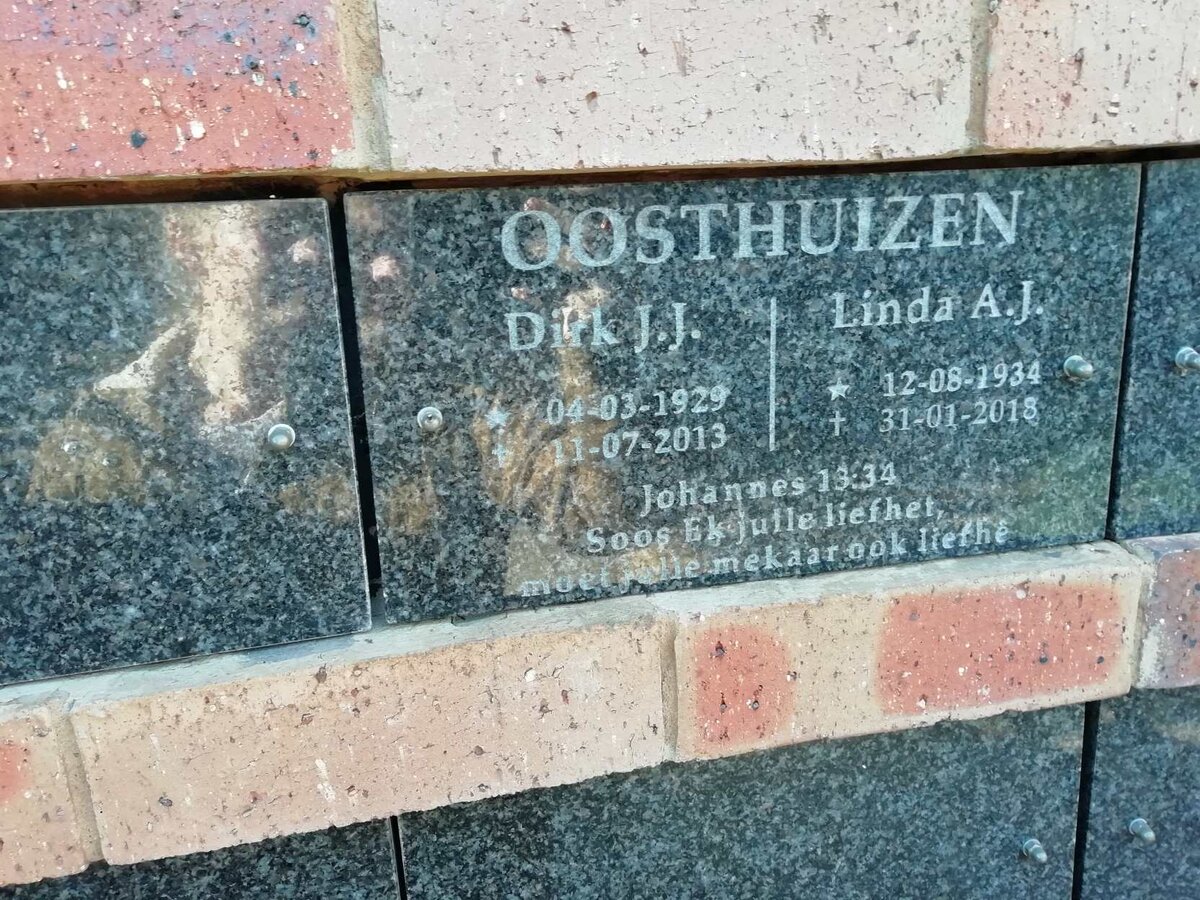 OOSTHUIZEN
Dirk J.J.
★ 04-03-1929
† 11-07-2013
Linda A.J.
★ 12-08-1934
† 31-01-2018
Johannes 13:34
Soos Ek julle liefhet,
moet julle mekaar ook liefhê